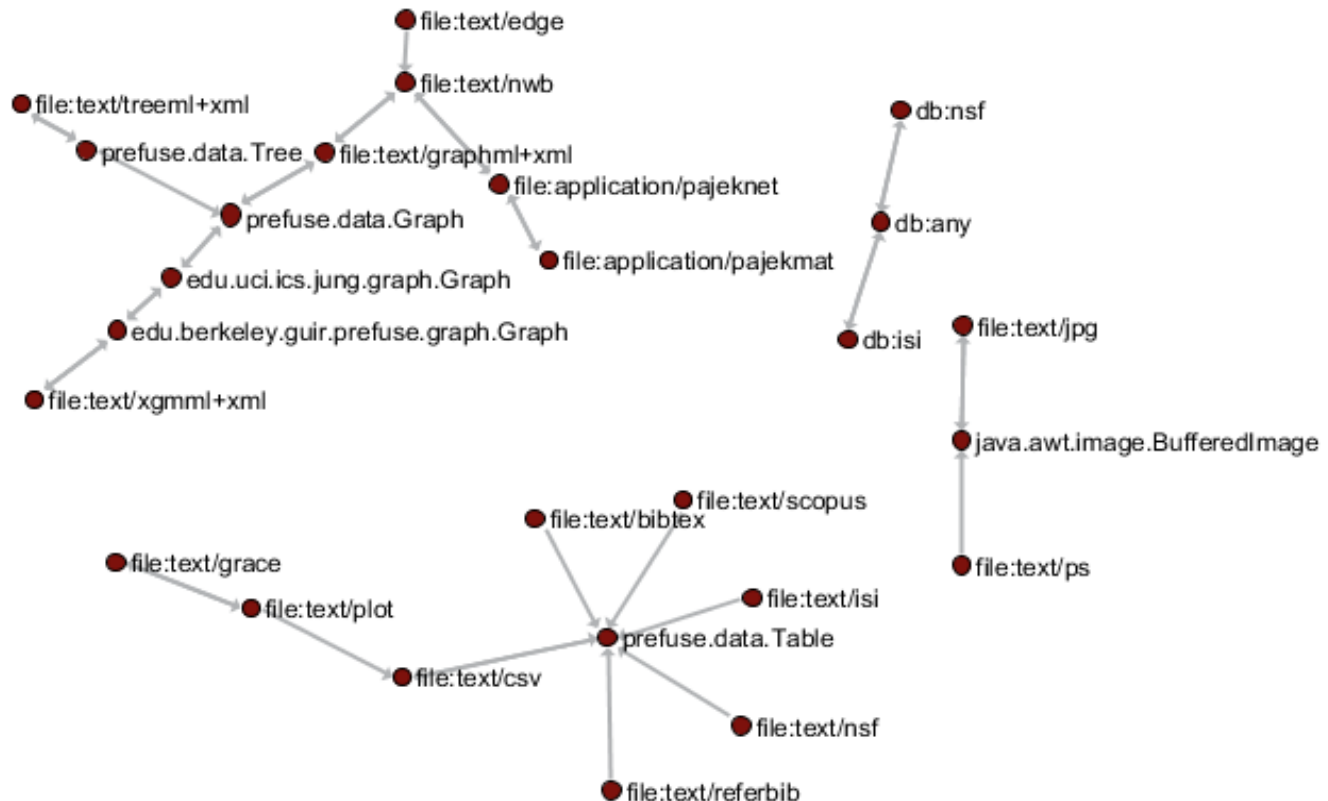 file:text/edge
file:text/nwb
file:text/treeml+xml
db:nsf
prefuse.data.Tree
file:text/graphml+xml
file:application/pajeknet
prefuse.data.Graph
db:any
file:application/pajekmat
edu.uci.ics.jung.graph.Graph
file:text/jpg
edu.berkeley.guir.prefuse.graph.Graph
db:isi
file:text/xgmml+xml
java.awt.image.BufferedImage
file:text/scopus
file:text/bibtex
file:text/grace
file:text/ps
file:text/isi
file:text/plot
prefuse.data.Table
file:text/csv
file:text/nsf
file:text/referbib